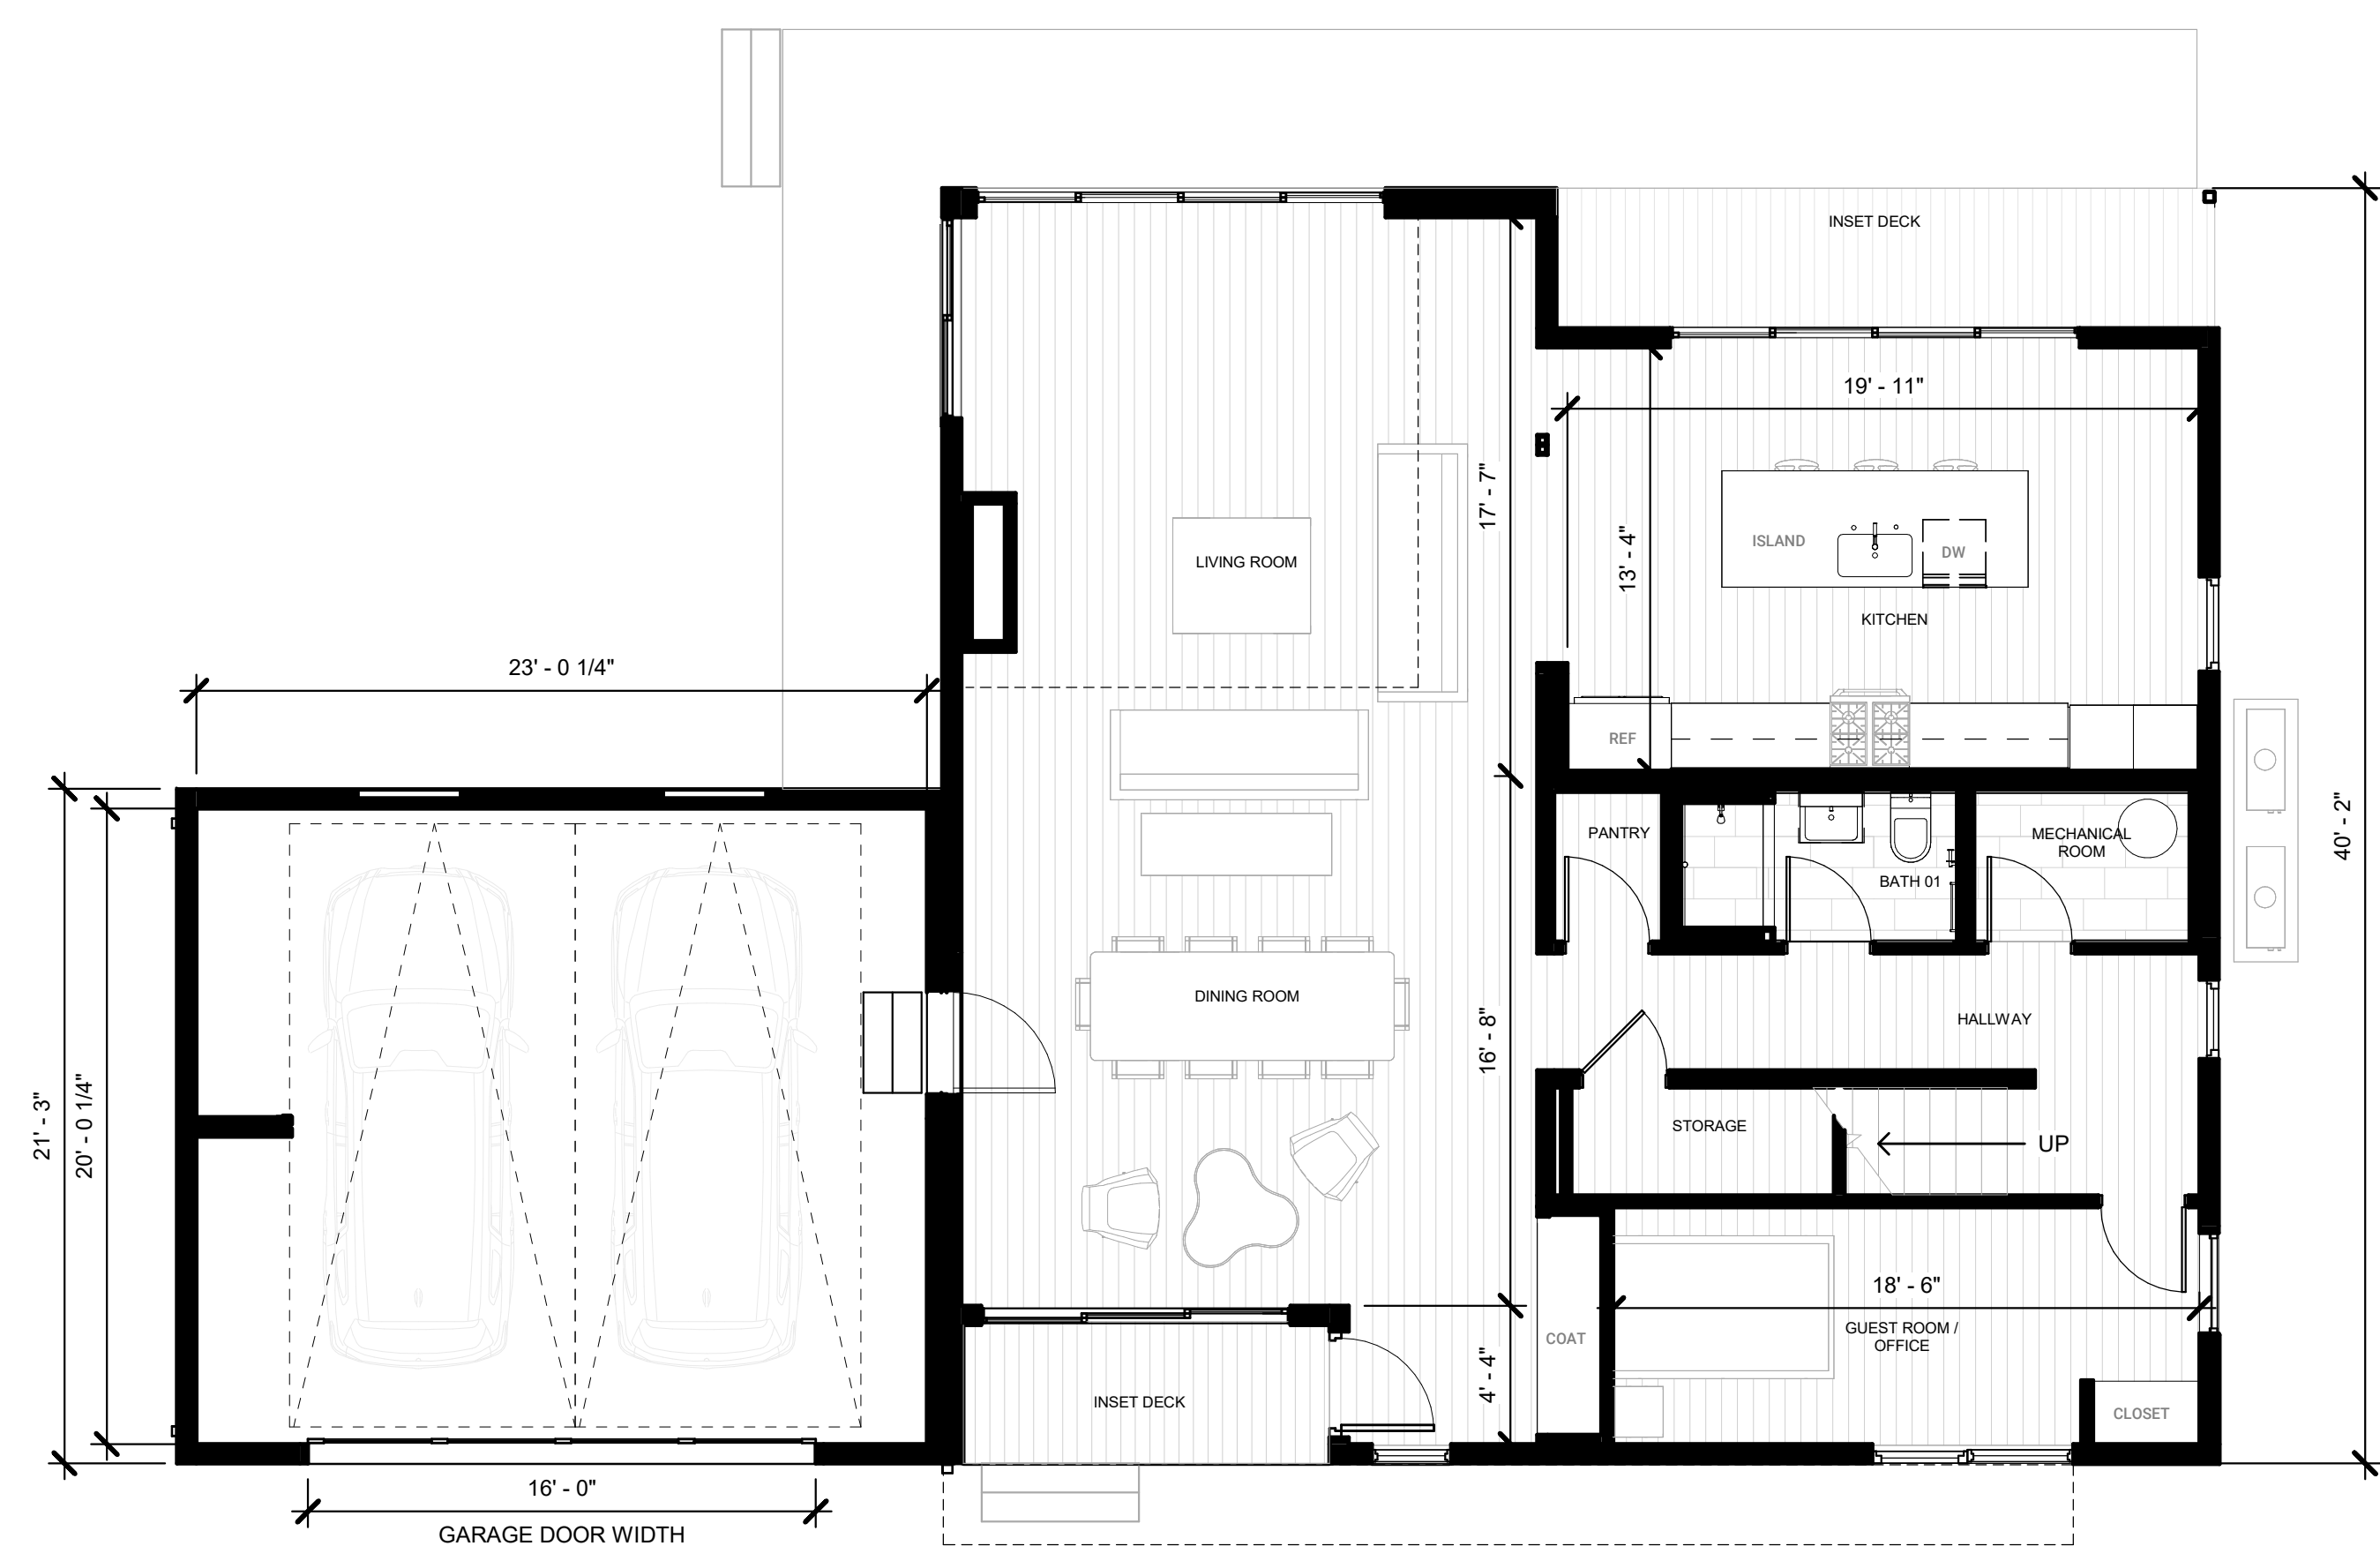 INSET DECK
19' - 11"
17' - 7"
13' - 4"
ISLAND
DW
LIVING ROOM
KITCHEN
23' - 0 1/4"
REF
PANTRY
MECHANICAL
ROOM
BATH 01
40' - 2"
DINING ROOM
HALLWAY
16' - 8"
21' - 3"
20' - 0 1/4"
STORAGE
UP
18' - 6"
COAT
GUEST ROOM /
OFFICE
4' - 4"
INSET DECK
CLOSET
16' - 0"
GARAGE DOOR WIDTH